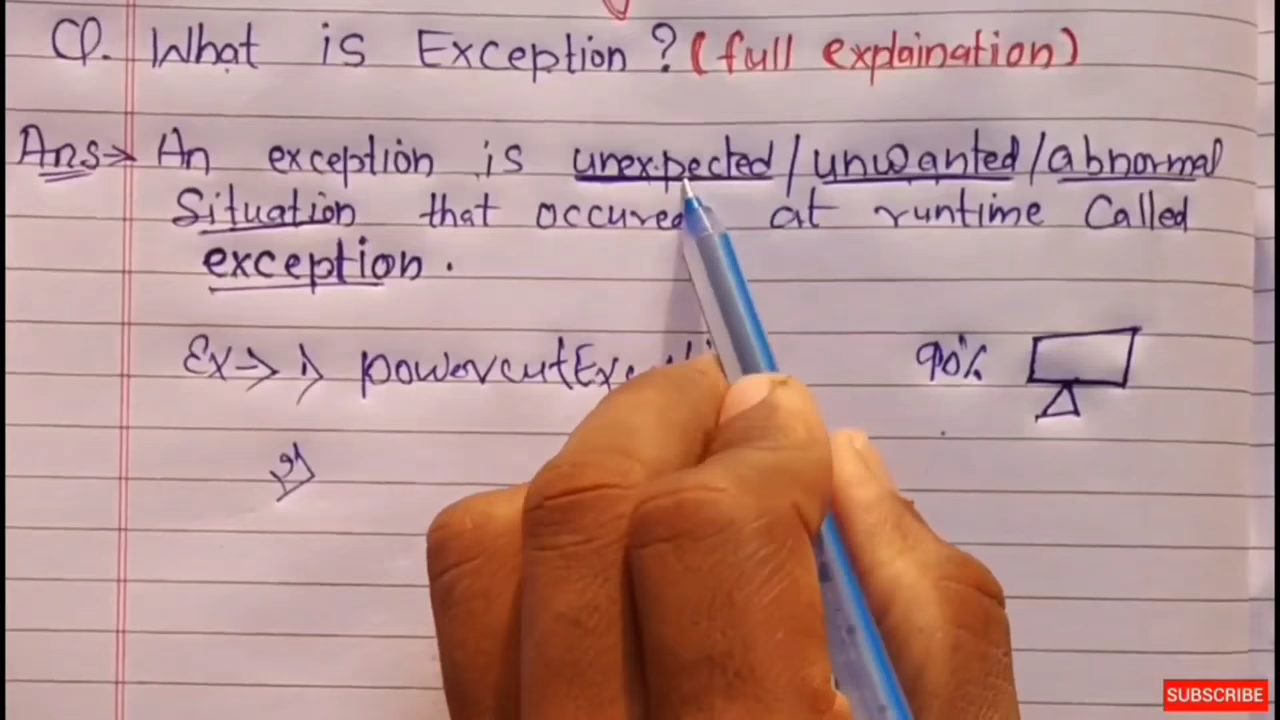 Q. What is Exception ? (full explaination)
Ans→ An exception is unexpected/unwanted/abnormal
Situation that occured at runtime Called
exception.
Ex→ 1) 90%
2)
SUBSCRIBE